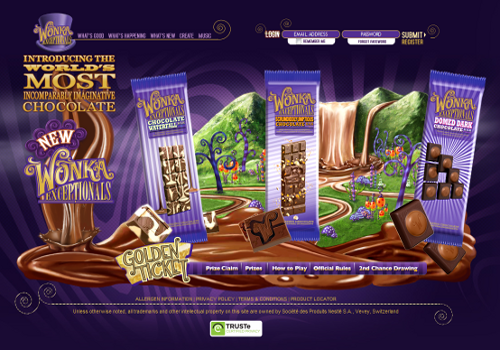 Wonka Exceptionals
WHAT'S GOOD WHAT'S HAPPENING WHAT'S NEW CREATE MUSIC
LOGIN EMAIL ADDRESS PASSWORD SUBMIT
REMEMBER ME FORGOT PASSWORD REGISTER
INTRODUCING THE
WORLD'S
MOST
INCOMPARABLY IMAGINATIVE
CHOCOLATE
NEW
WONKA
EXCEPTIONALS
WONKA
EXCEPTIONALS
CHOCOLATE
WATERFALL
WONKA
EXCEPTIONALS
SCRUMDIDDLYUMPTIOUS
CHOCOLATE
WONKA
EXCEPTIONALS
DOMED DARK
CHOCOLATE
GOLDEN
TICKET
Prize Claim Prizes How to Play Official Rules 2nd Chance Drawing
ALLERGEN INFORMATION | PRIVACY POLICY | TERMS & CONDITIONS | PRODUCT LOCATOR
Unless otherwise noted, all trademarks and other intellectual property on this site are owned by Société des Produits Nestlé S.A., Vevey, Switzerland
TRUSTe